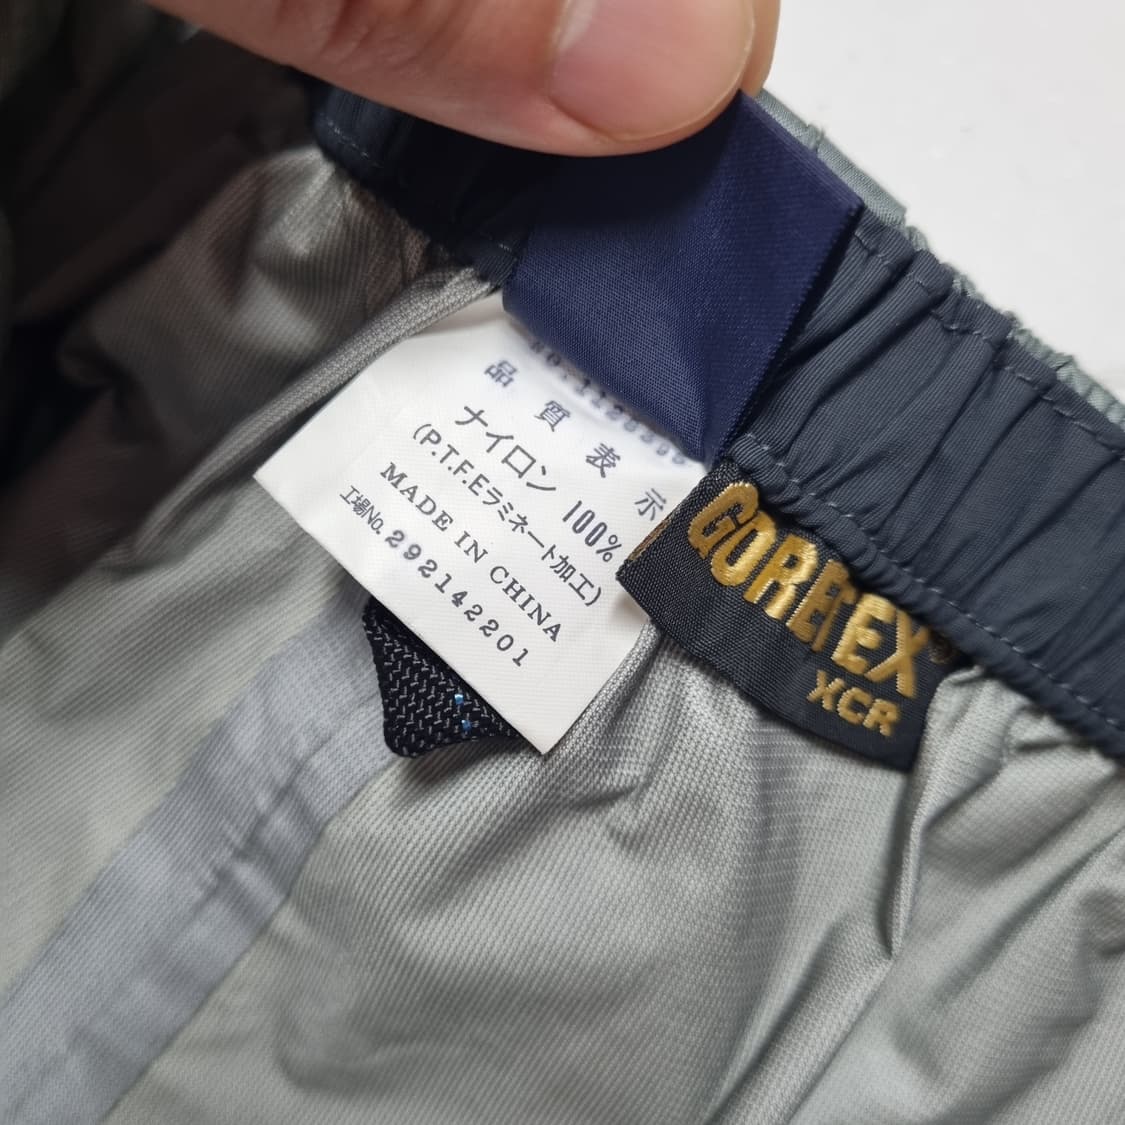 品質表示
ナイロン 100%
(P.T.F.Eラミネート加工)
MADE IN CHINA
工場No.292142201
GORE-TEX
XCR